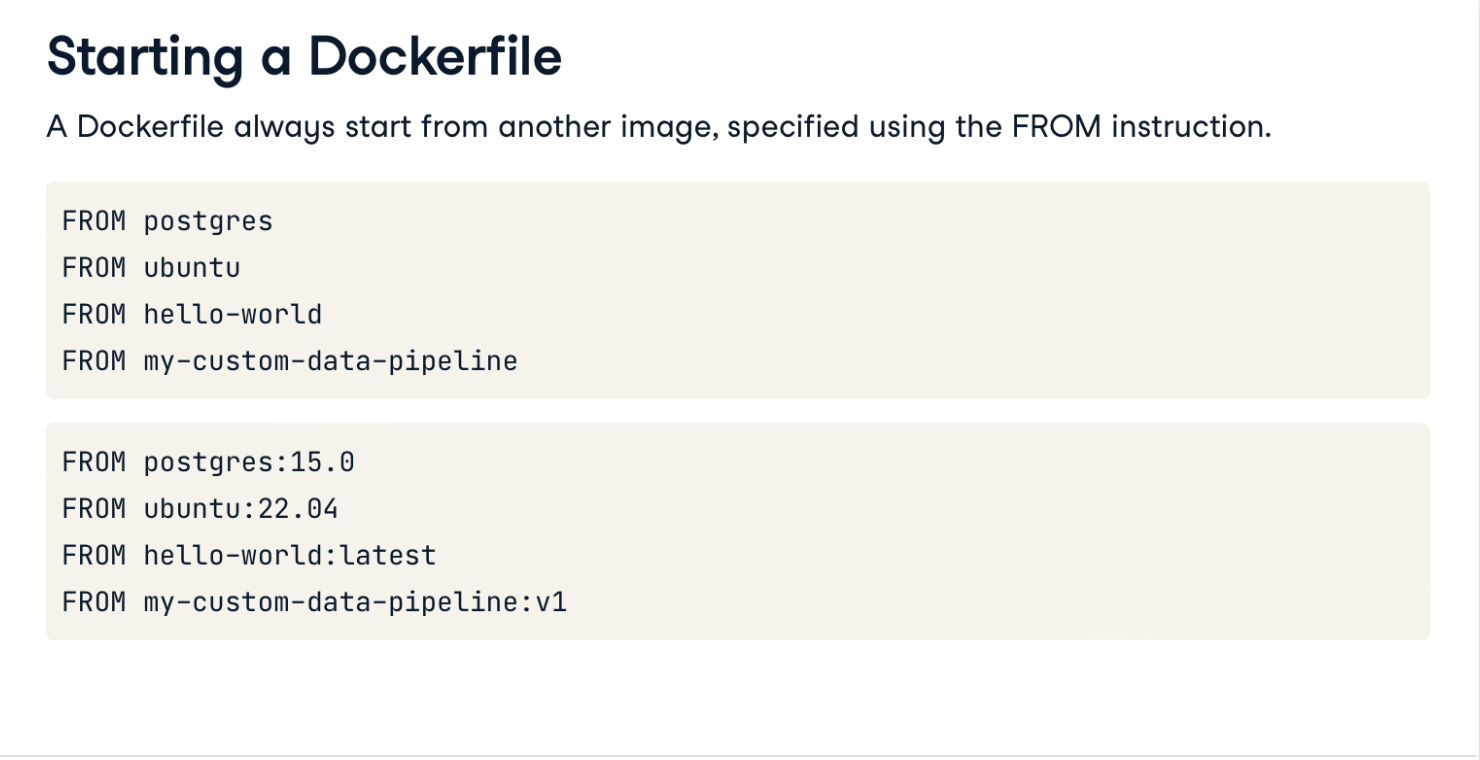 Starting a Dockerfile
A Dockerfile always start from another image, specified using the FROM instruction.
FROM postgres
FROM ubuntu
FROM hello-world
FROM my-custom-data-pipeline
FROM postgres:15.0
FROM ubuntu:22.04
FROM hello-world:latest
FROM my-custom-data-pipeline:v1